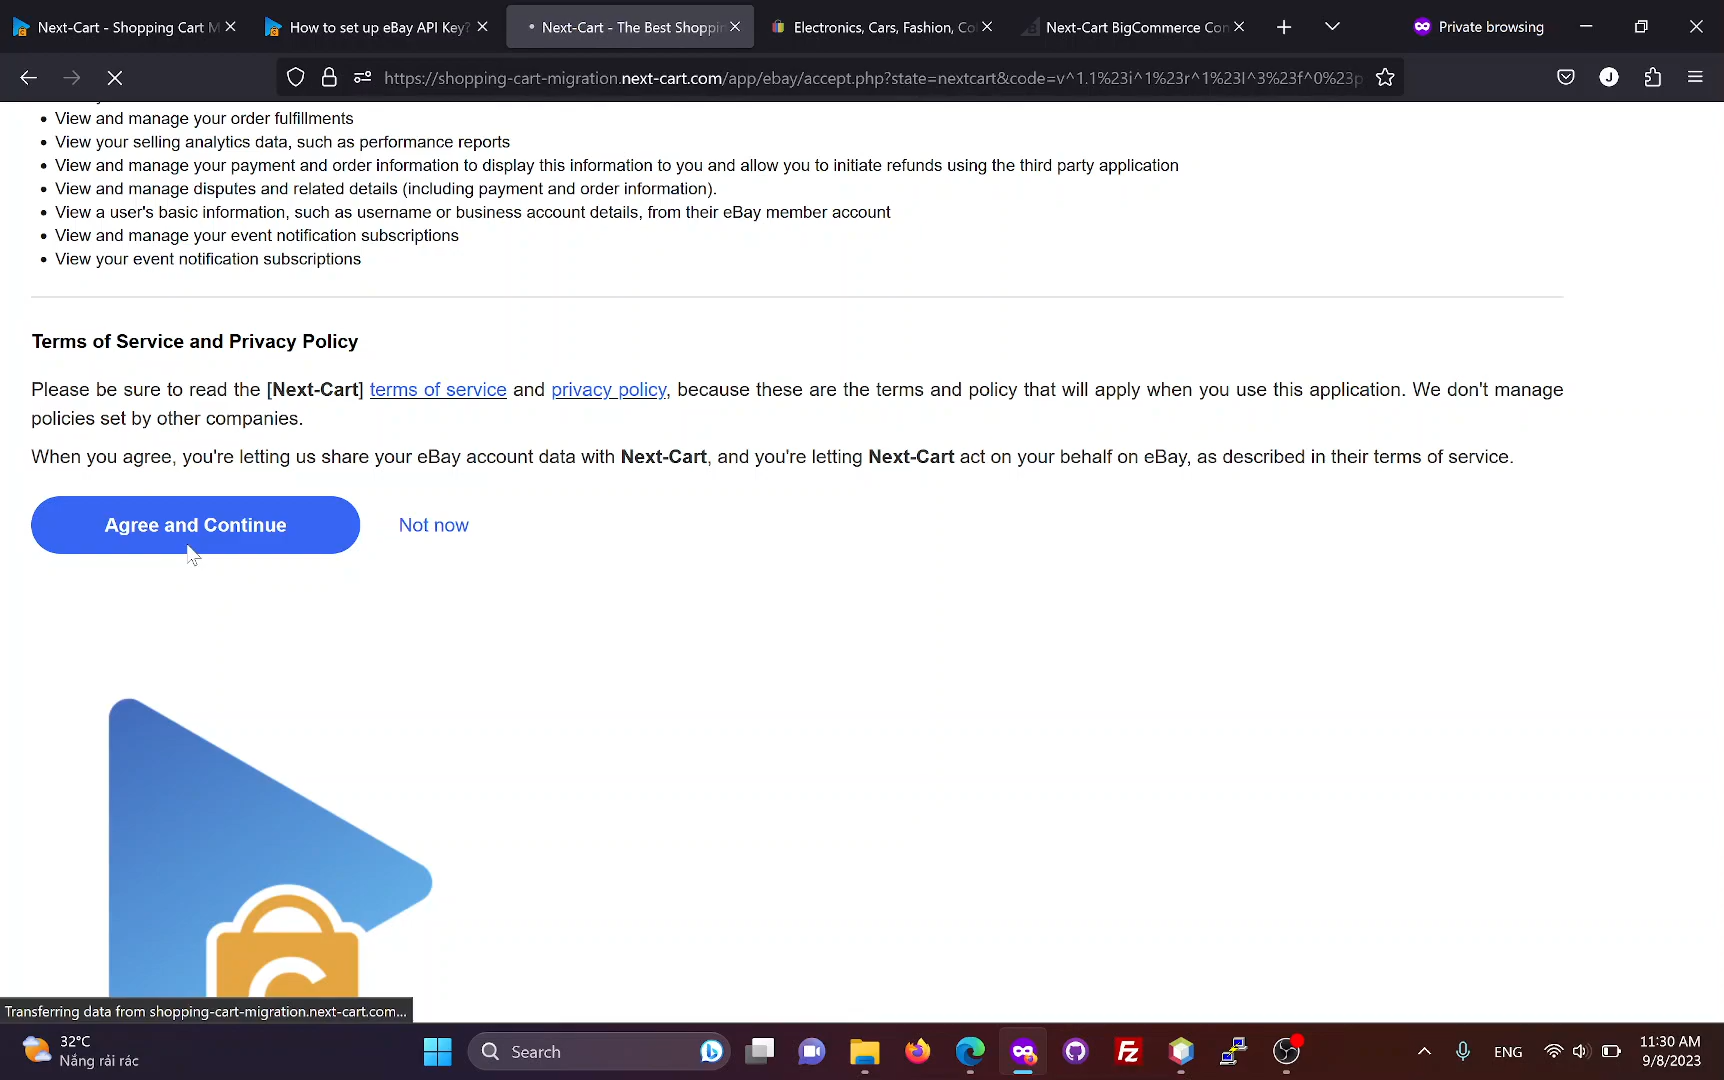 Next-Cart - Shopping Cart M
How to set up eBay API Key?
Next-Cart - The Best Shoppin
Electronics, Cars, Fashion, Co
Next-Cart BigCommerce Con
Private browsing
https://shopping-cart-migration.next-cart.com/app/ebay/accept.php?state=nextcart&code=v^1.1%23i^1%23r^1%23I^3%23f^0%23p
J
• View and manage your order fulfillments
• View your selling analytics data, such as performance reports
• View and manage your payment and order information to display this information to you and allow you to initiate refunds using the third party application
• View and manage disputes and related details (including payment and order information).
• View a user's basic information, such as username or business account details, from their eBay member account
• View and manage your event notification subscriptions
• View your event notification subscriptions
Terms of Service and Privacy Policy
Please be sure to read the [Next-Cart] terms of service and privacy policy, because these are the terms and policy that will apply when you use this application. We don't manage
policies set by other companies.
When you agree, you're letting us share your eBay account data with Next-Cart, and you're letting Next-Cart act on your behalf on eBay, as described in their terms of service.
Agree and Continue
Not now
Transferring data from shopping-cart-migration.next-cart.com...
32°C
Nắng rải rác
Search
Fz
ENG
11:30 AM
9/8/2023